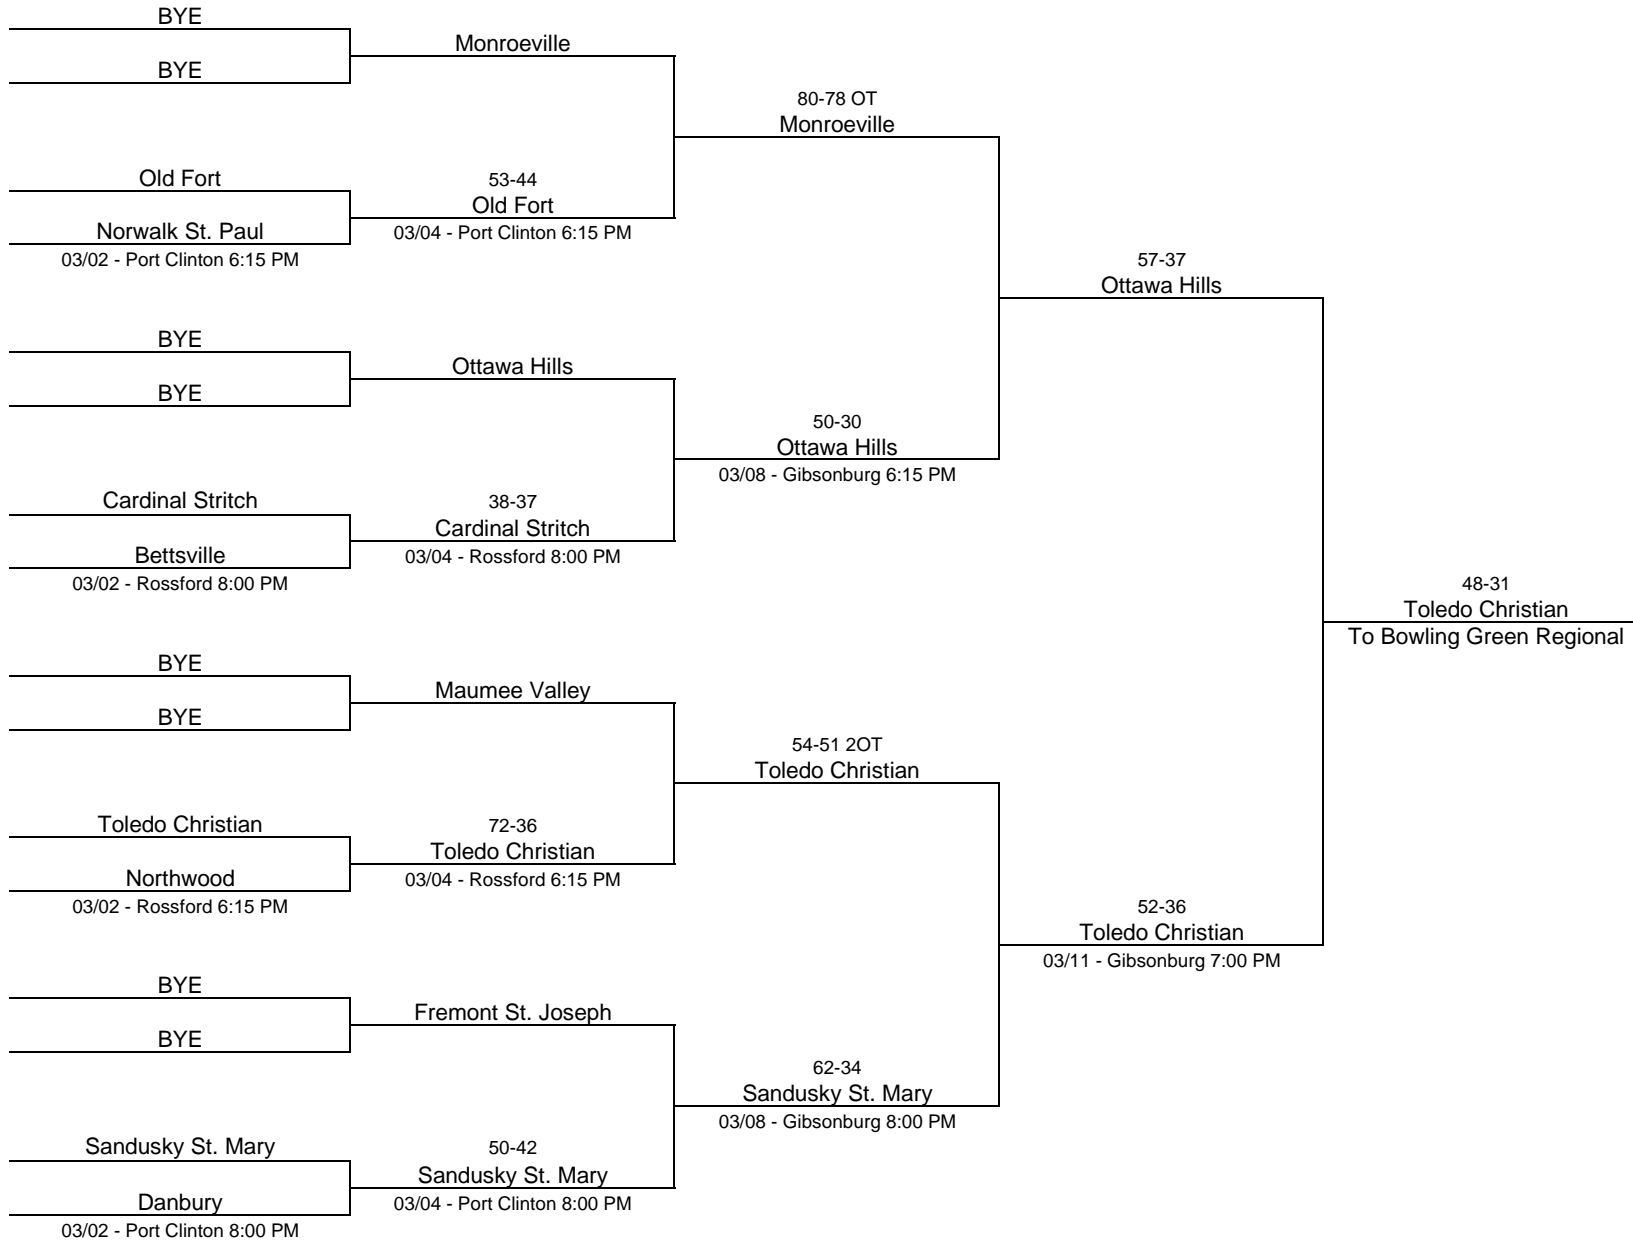 BYE
BYE
Monroeville
80-78 OT
Monroeville
Old Fort
Norwalk St. Paul
03/02 - Port Clinton 6:15 PM
53-44
Old Fort
03/04 - Port Clinton 6:15 PM
57-37
Ottawa Hills
BYE
BYE
Ottawa Hills
50-30
Ottawa Hills
03/08 - Gibsonburg 6:15 PM
Cardinal Stritch
Bettsville
03/02 - Rossford 8:00 PM
38-37
Cardinal Stritch
03/04 - Rossford 8:00 PM
48-31
Toledo Christian
To Bowling Green Regional
BYE
BYE
Maumee Valley
54-51 2OT
Toledo Christian
Toledo Christian
Northwood
03/02 - Rossford 6:15 PM
72-36
Toledo Christian
03/04 - Rossford 6:15 PM
52-36
Toledo Christian
03/11 - Gibsonburg 7:00 PM
BYE
BYE
Fremont St. Joseph
62-34
Sandusky St. Mary
03/08 - Gibsonburg 8:00 PM
Sandusky St. Mary
Danbury
03/02 - Port Clinton 8:00 PM
50-42
Sandusky St. Mary
03/04 - Port Clinton 8:00 PM